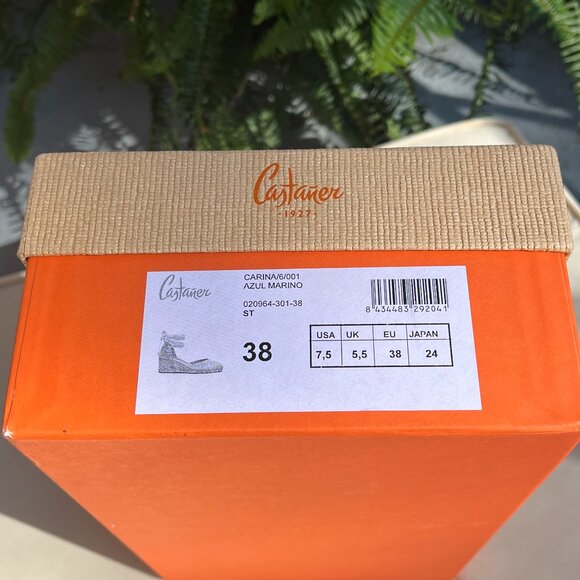 Castañer
·1927·
Castañer
CARINA/6/001
AZUL MARINO
020964-301-38
ST
8 434483 292041
38
USA UK EU JAPAN
7,5 5,5 38 24